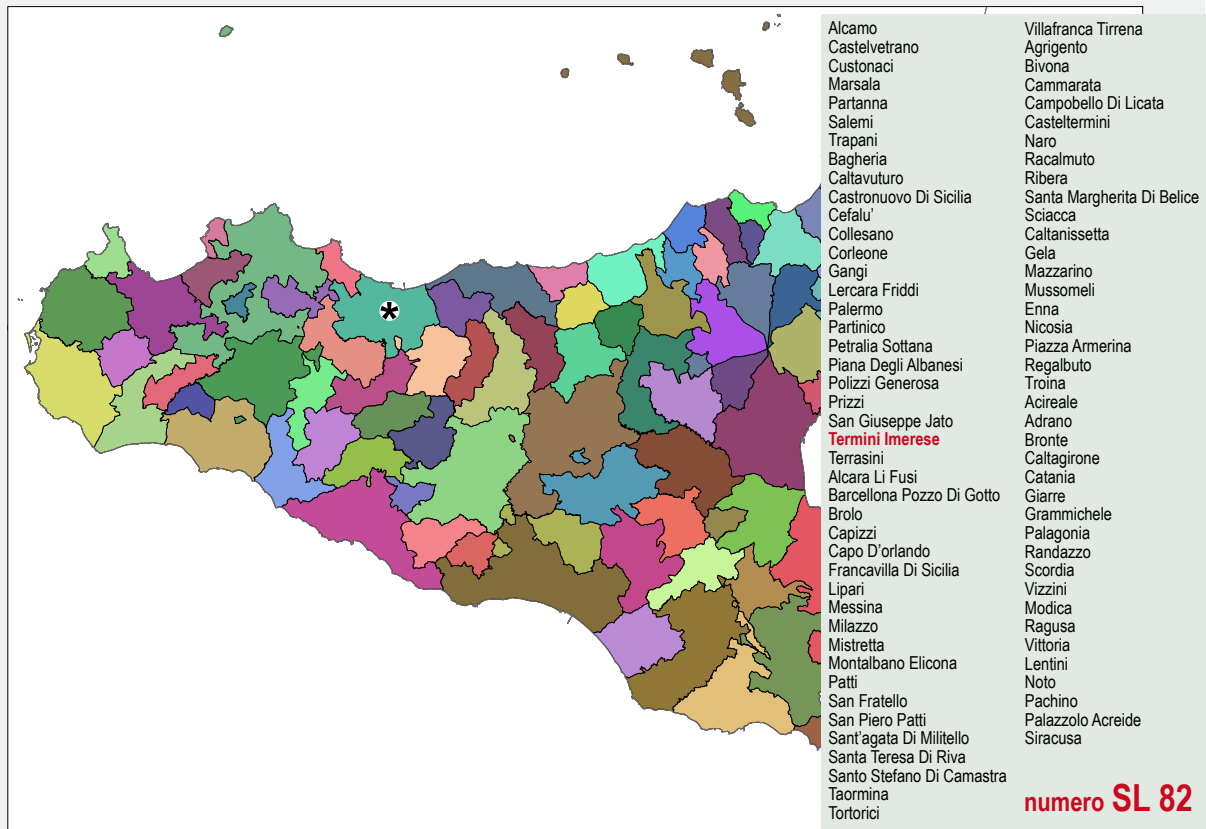 Alcamo
Castelvetrano
Custonaci
Marsala
Partanna
Salemi
Trapani
Bagheria
Caltavuturo
Castronuovo Di Sicilia
Cefalu'
Collesano
Corleone
Gangi
Lercara Friddi
Palermo
Partinico
Petralia Sottana
Piana Degli Albanesi
Polizzi Generosa
Prizzi
San Giuseppe Jato
Termini Imerese
Terrasini
Alcara Li Fusi
Barcellona Pozzo Di Gotto
Brolo
Capizzi
Capo D'orlando
Francavilla Di Sicilia
Lipari
Messina
Milazzo
Mistretta
Montalbano Elicona
Patti
San Fratello
San Piero Patti
Sant'agata Di Militello
Santa Teresa Di Riva
Santo Stefano Di Camastra
Taormina
Tortorici
Villafranca Tirrena
Agrigento
Bivona
Cammarata
Campobello Di Licata
Casteltermini
Naro
Racalmuto
Ribera
Santa Margherita Di Belice
Sciacca
Caltanissetta
Gela
Mazzarino
Mussomeli
Enna
Nicosia
Piazza Armerina
Regalbuto
Troina
Acireale
Adrano
Bronte
Caltagirone
Catania
Giarre
Grammichele
Palagonia
Randazzo
Scordia
Vizzini
Modica
Ragusa
Vittoria
Lentini
Noto
Pachino
Palazzolo Acreide
Siracusa
numero SL 82